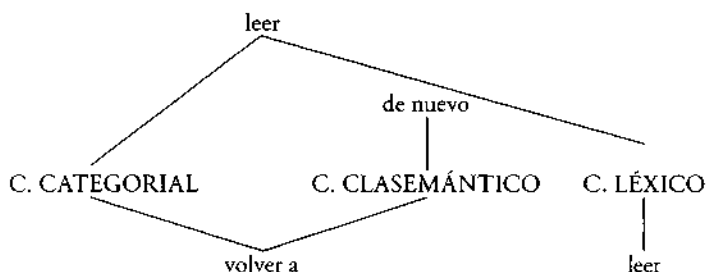 leer
de nuevo
C. CATEGORIAL C. CLASEMÁNTICO C. LÉXICO
volver a leer